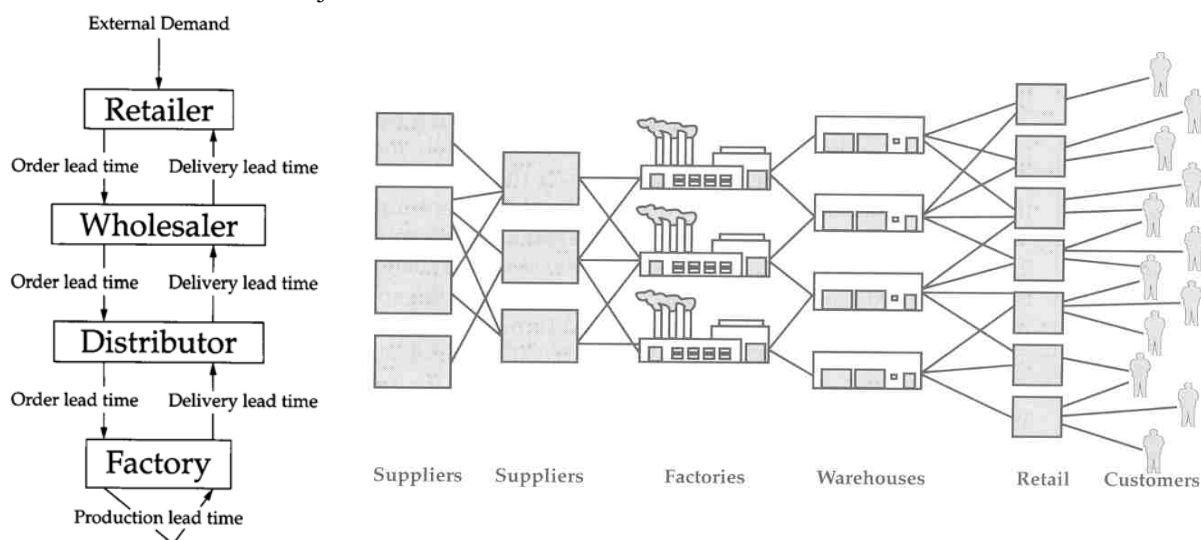 External Demand
Retailer
Order lead time
Delivery lead time
Wholesaler
Order lead time
Delivery lead time
Distributor
Order lead time
Delivery lead time
Factory
Production lead time
Suppliers
Suppliers
Factories
Warehouses
Retail
Customers